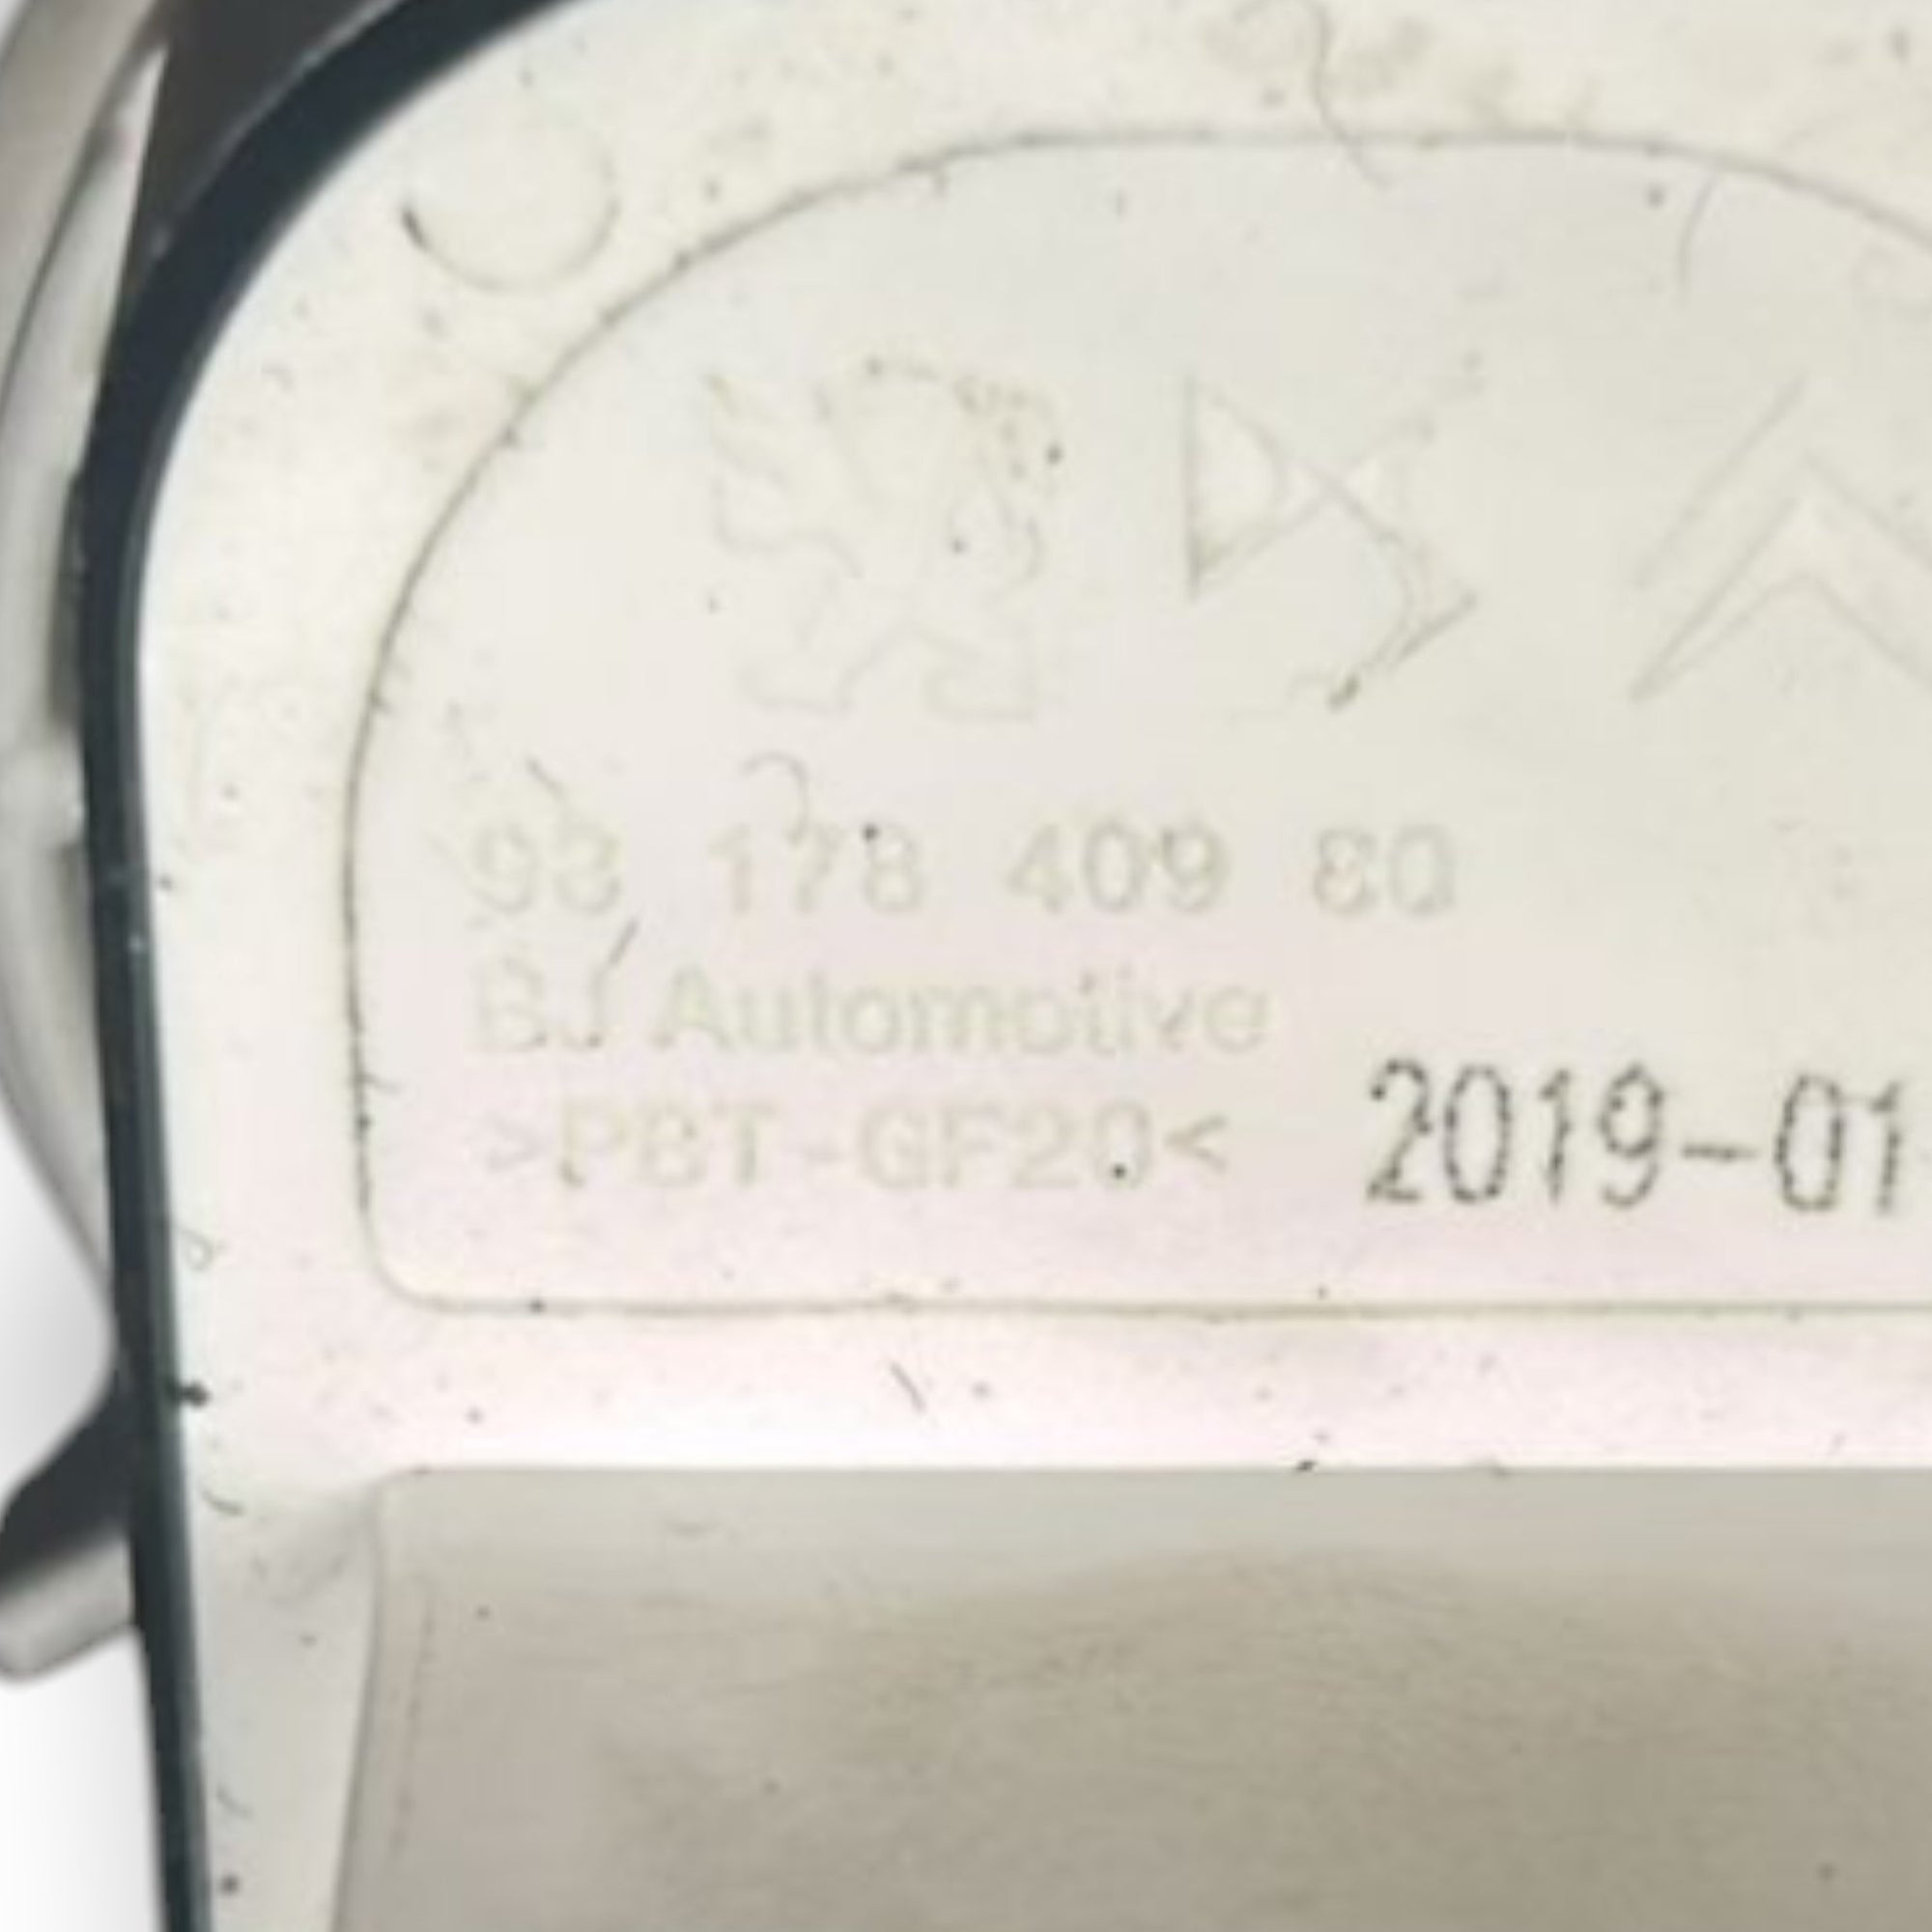 98 178 409 80
BJ Automotive
>PBT-GF20< 2019-01